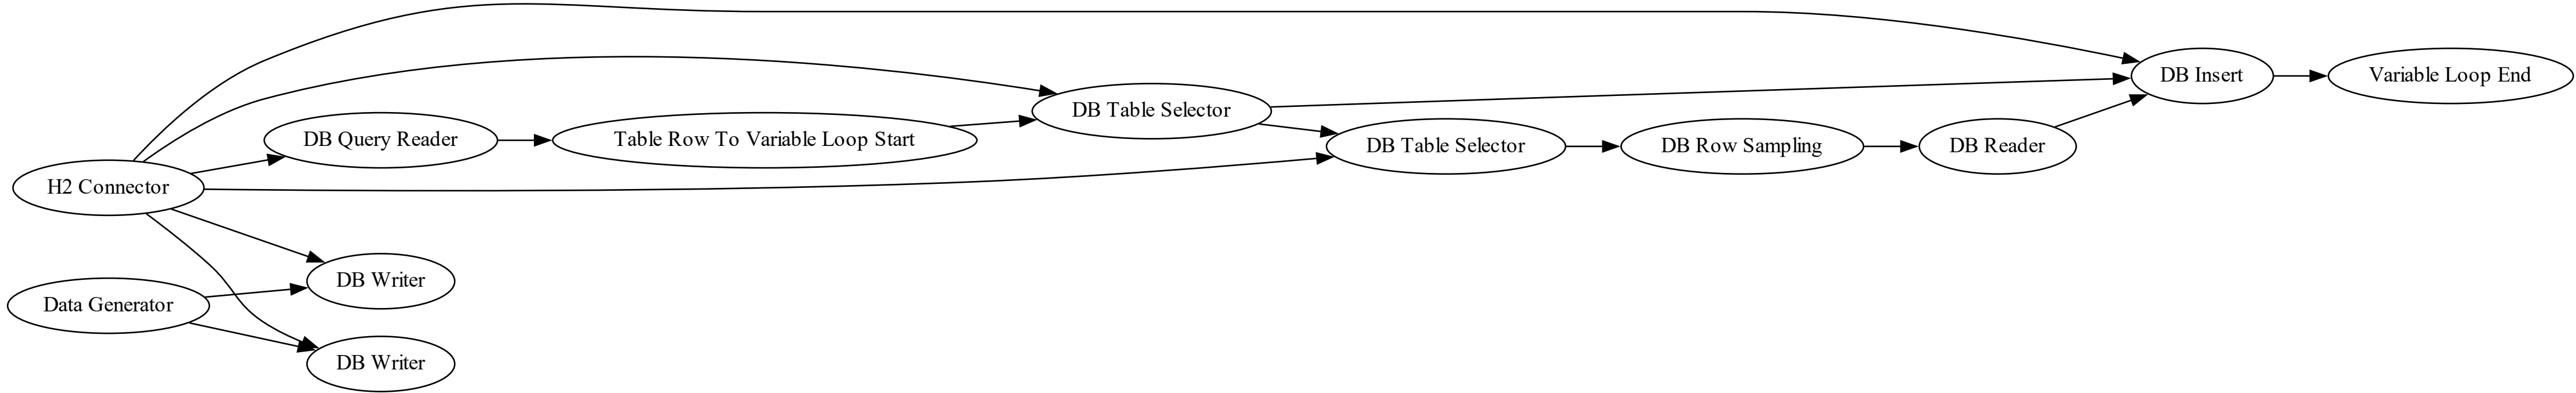 H2 Connector
Data Generator
DB Query Reader
DB Writer
DB Writer
Table Row To Variable Loop Start
DB Table Selector
DB Table Selector
DB Row Sampling
DB Reader
DB Insert
Variable Loop End